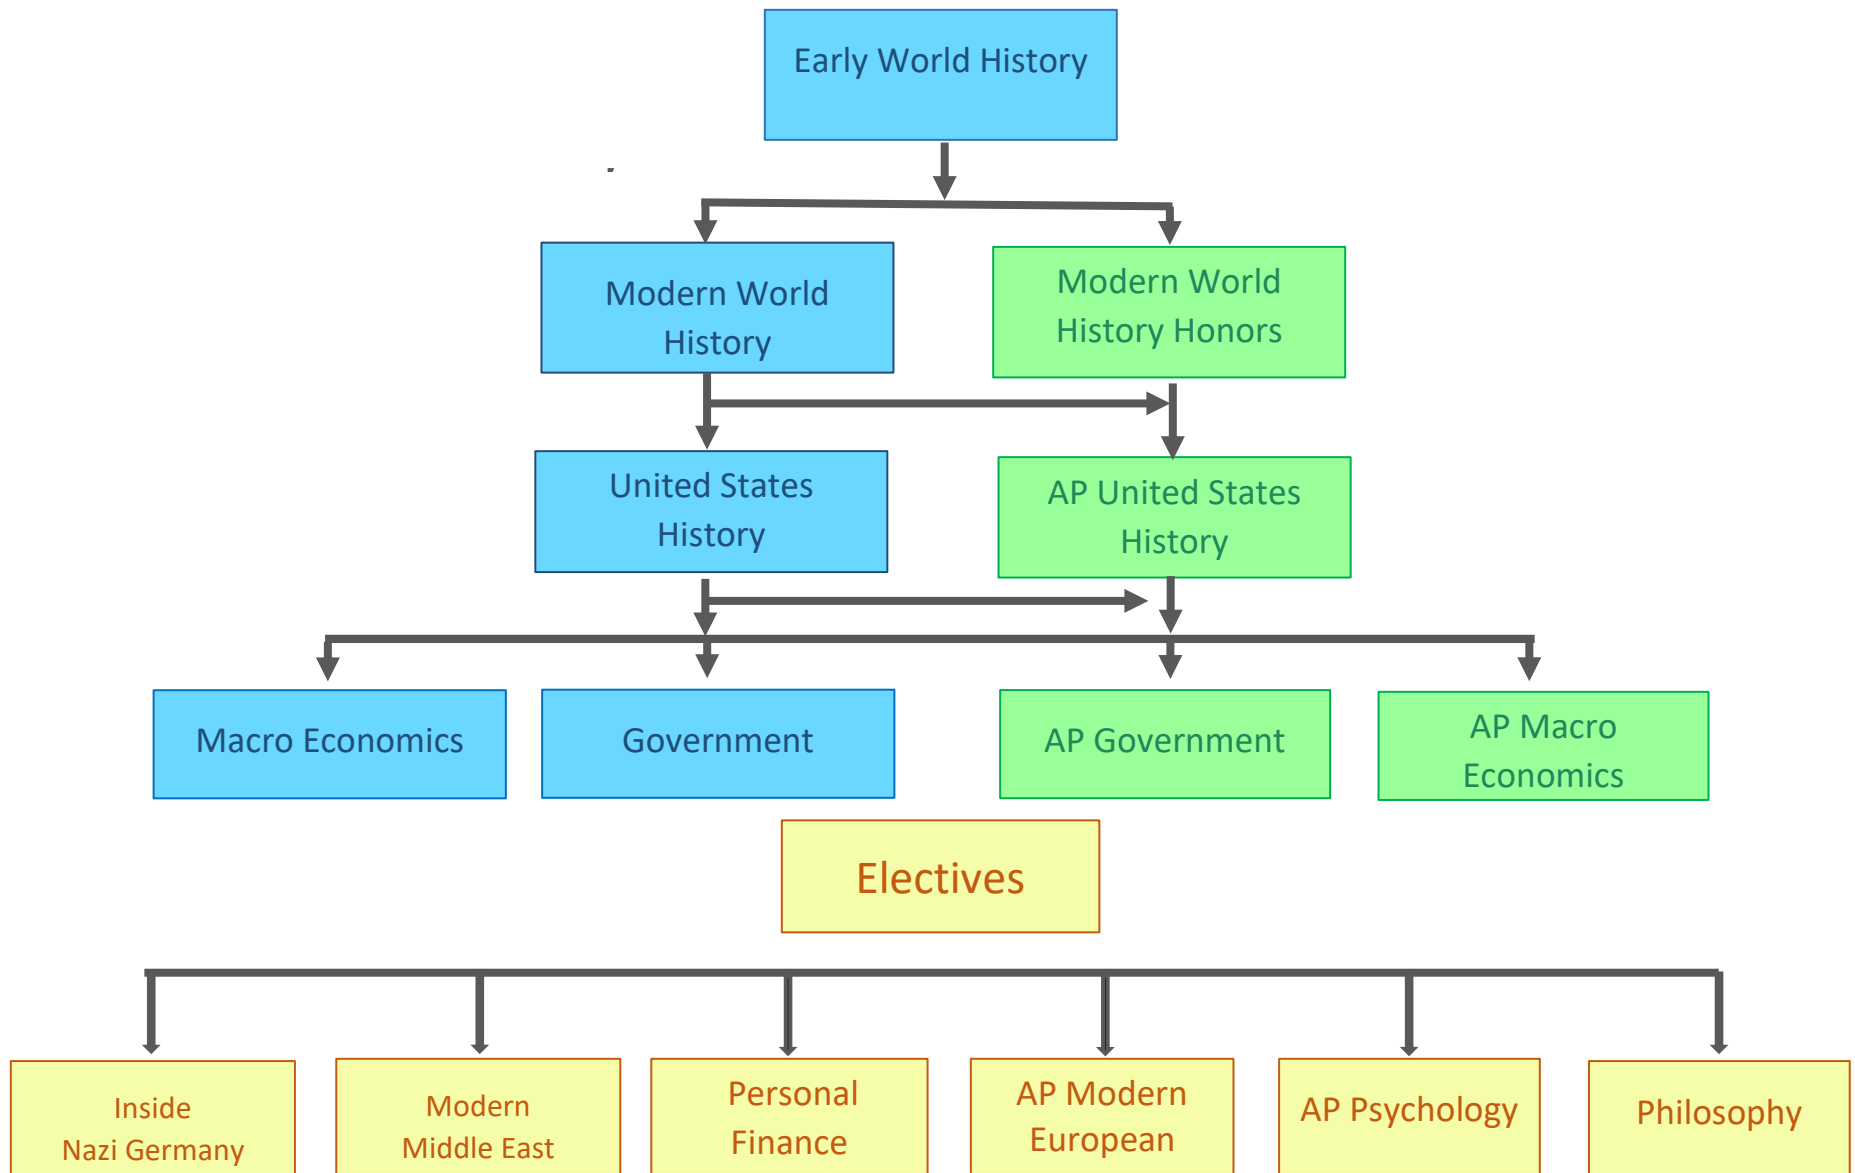 Early World History
Modern World
History
Modern World
History Honors
United States
History
AP United States
History
Macro Economics
Government
AP Government
AP Macro
Economics
Electives
Inside
Nazi Germany
Modern
Middle East
Personal
Finance
AP Modern
European
AP Psychology
Philosophy